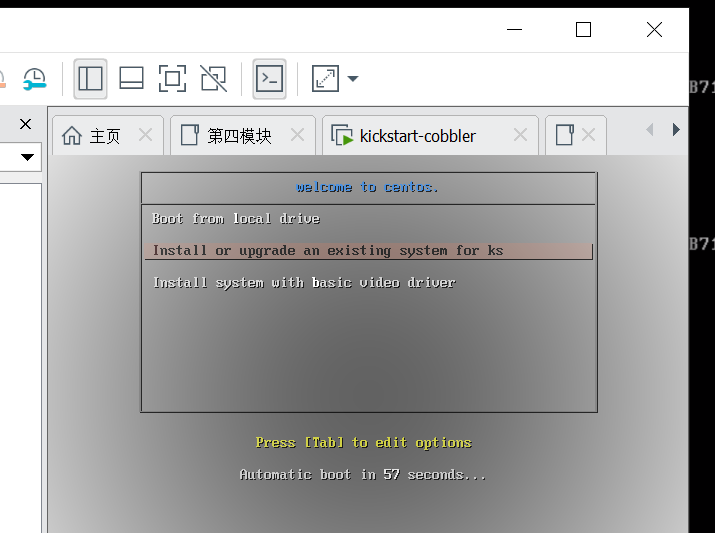 B71
主页
第四模块
kickstart-cobbler
welcome to centos.
Boot from local drive
Install or upgrade an existing system for ks
B71
Install system with basic video driver
Press [Tab] to edit options
Automatic boot in 57 seconds...